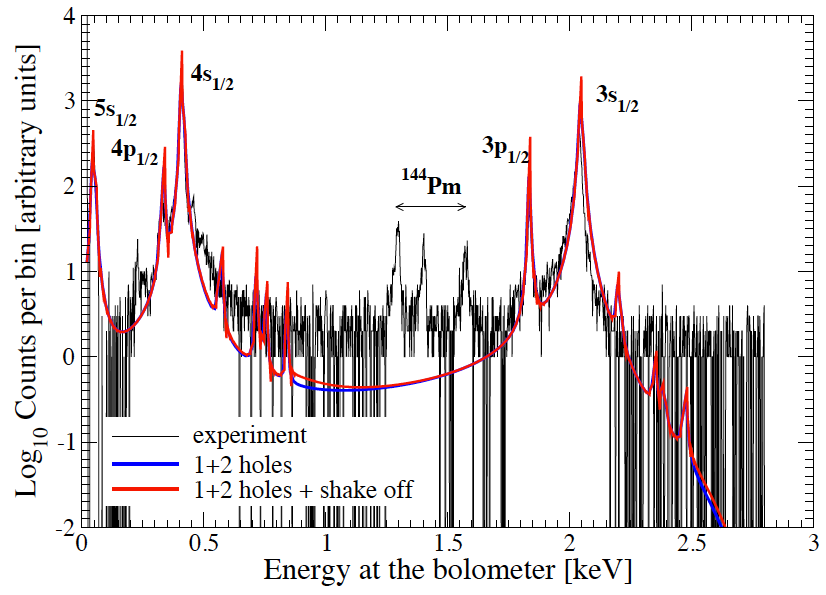 4
3
2
1
0
-1
-2
Log10 Counts per bin [arbitrary units]
5s1/2
4p1/2
4s1/2
144Pm
3p1/2
3s1/2
experiment
1+2 holes
1+2 holes + shake off
0 0.5 1 1.5 2 2.5 3
Energy at the bolometer [keV]